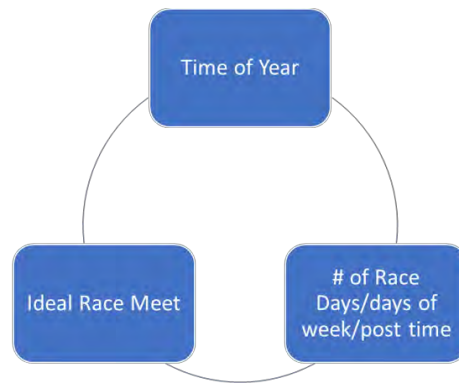 Time of Year
Ideal Race Meet
# of Race
Days/days of
week/post time